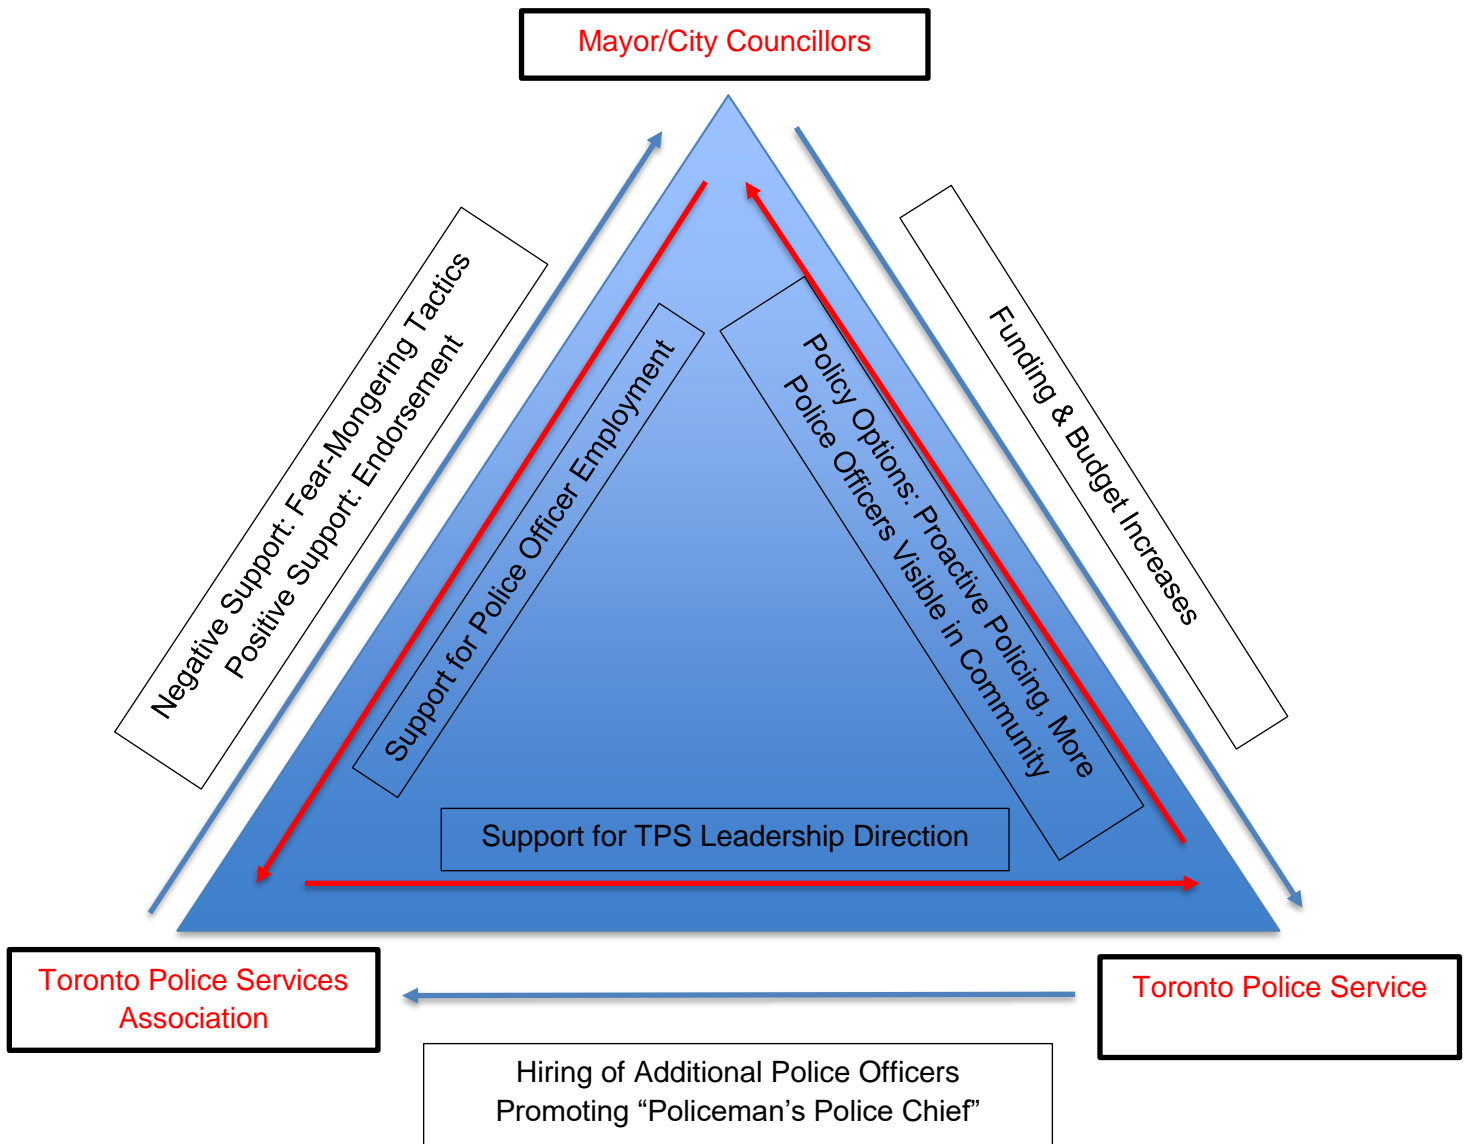 Mayor/City Councillors
Negative Support: Fear-Mongering Tactics
Positive Support: Endorsement
Support for Police Officer Employment
Policy Options: Proactive Policing, More
Police Officers Visible in Community
Funding & Budget Increases
Support for TPS Leadership Direction
Toronto Police Services
Association
Toronto Police Service
Hiring of Additional Police Officers
Promoting “Policeman’s Police Chief”